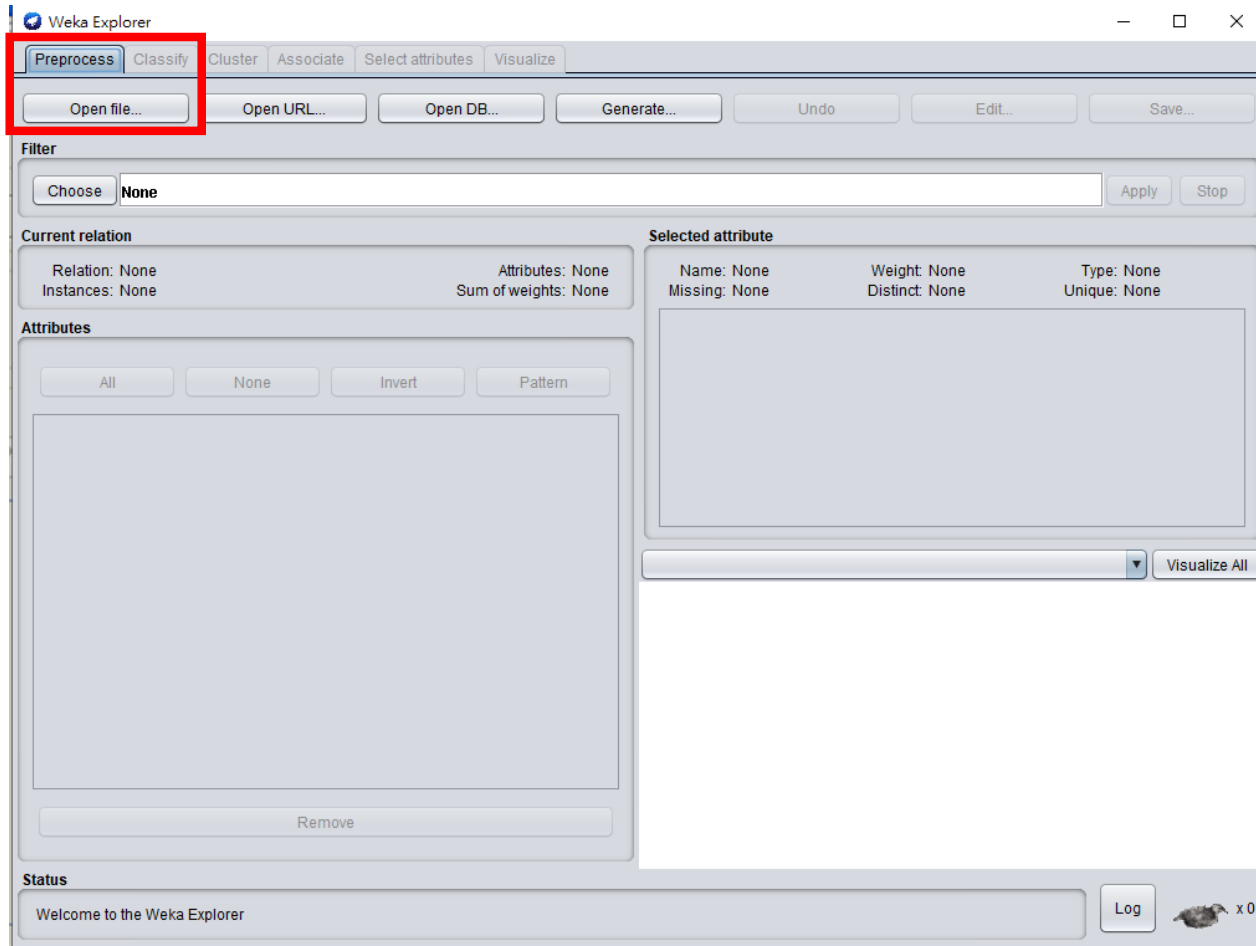 Weka Explorer
Preprocess Classify Cluster Associate Select attributes Visualize
Open file... Open URL... Open DB... Generate... Undo Edit... Save...
Filter
Choose None Apply Stop
Current relation
Relation: None Attributes: None
Instances: None Sum of weights: None
Selected attribute
Name: None Weight: None Type: None
Missing: None Distinct: None Unique: None
Attributes
All None Invert Pattern
Visualize All
Remove
Status
Welcome to the Weka Explorer
Log x 0